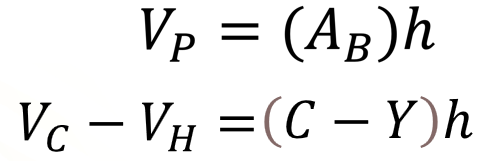 V_P = (A_B)h
V_C − V_H =(C − Y)h